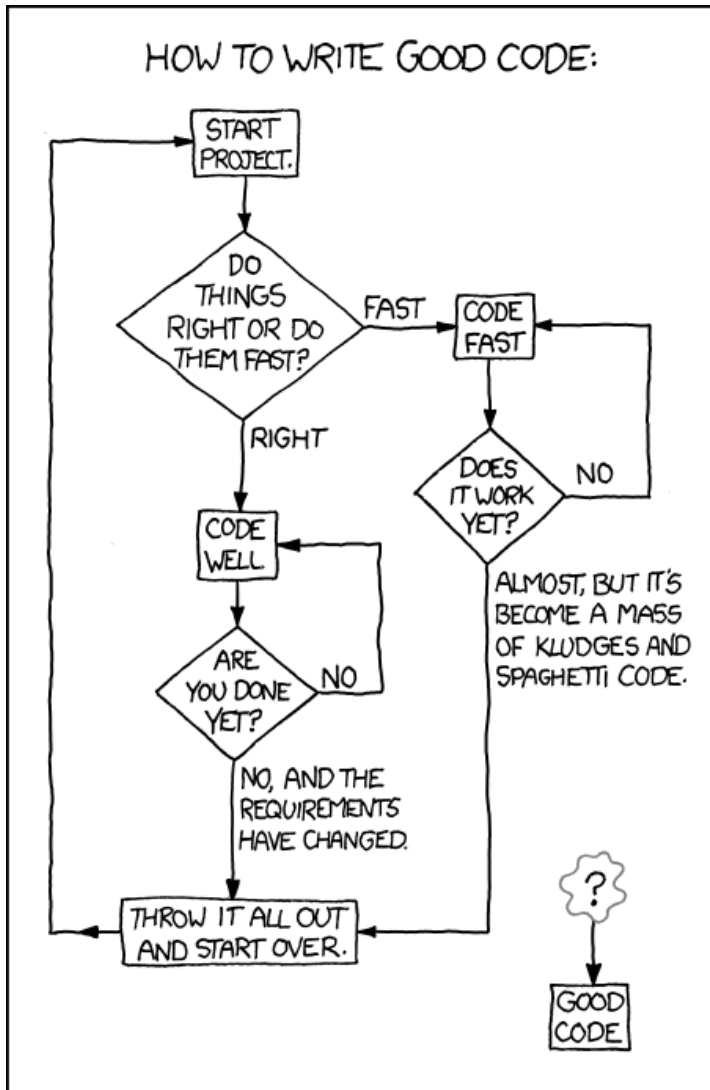 HOW TO WRITE GOOD CODE:
START
PROJECT.
DO
THINGS
RIGHT OR DO
THEM FAST?
FAST
CODE
FAST
RIGHT
DOES
IT WORK
YET?
NO
CODE
WELL
ALMOST, BUT IT'S
BECOME A MASS
OF KLUDGES AND
SPAGHETTI CODE.
ARE
YOU DONE
YET?
NO
NO, AND THE
REQUIREMENTS
HAVE CHANGED.
THROW IT ALL OUT
AND START OVER.
?
GOOD
CODE